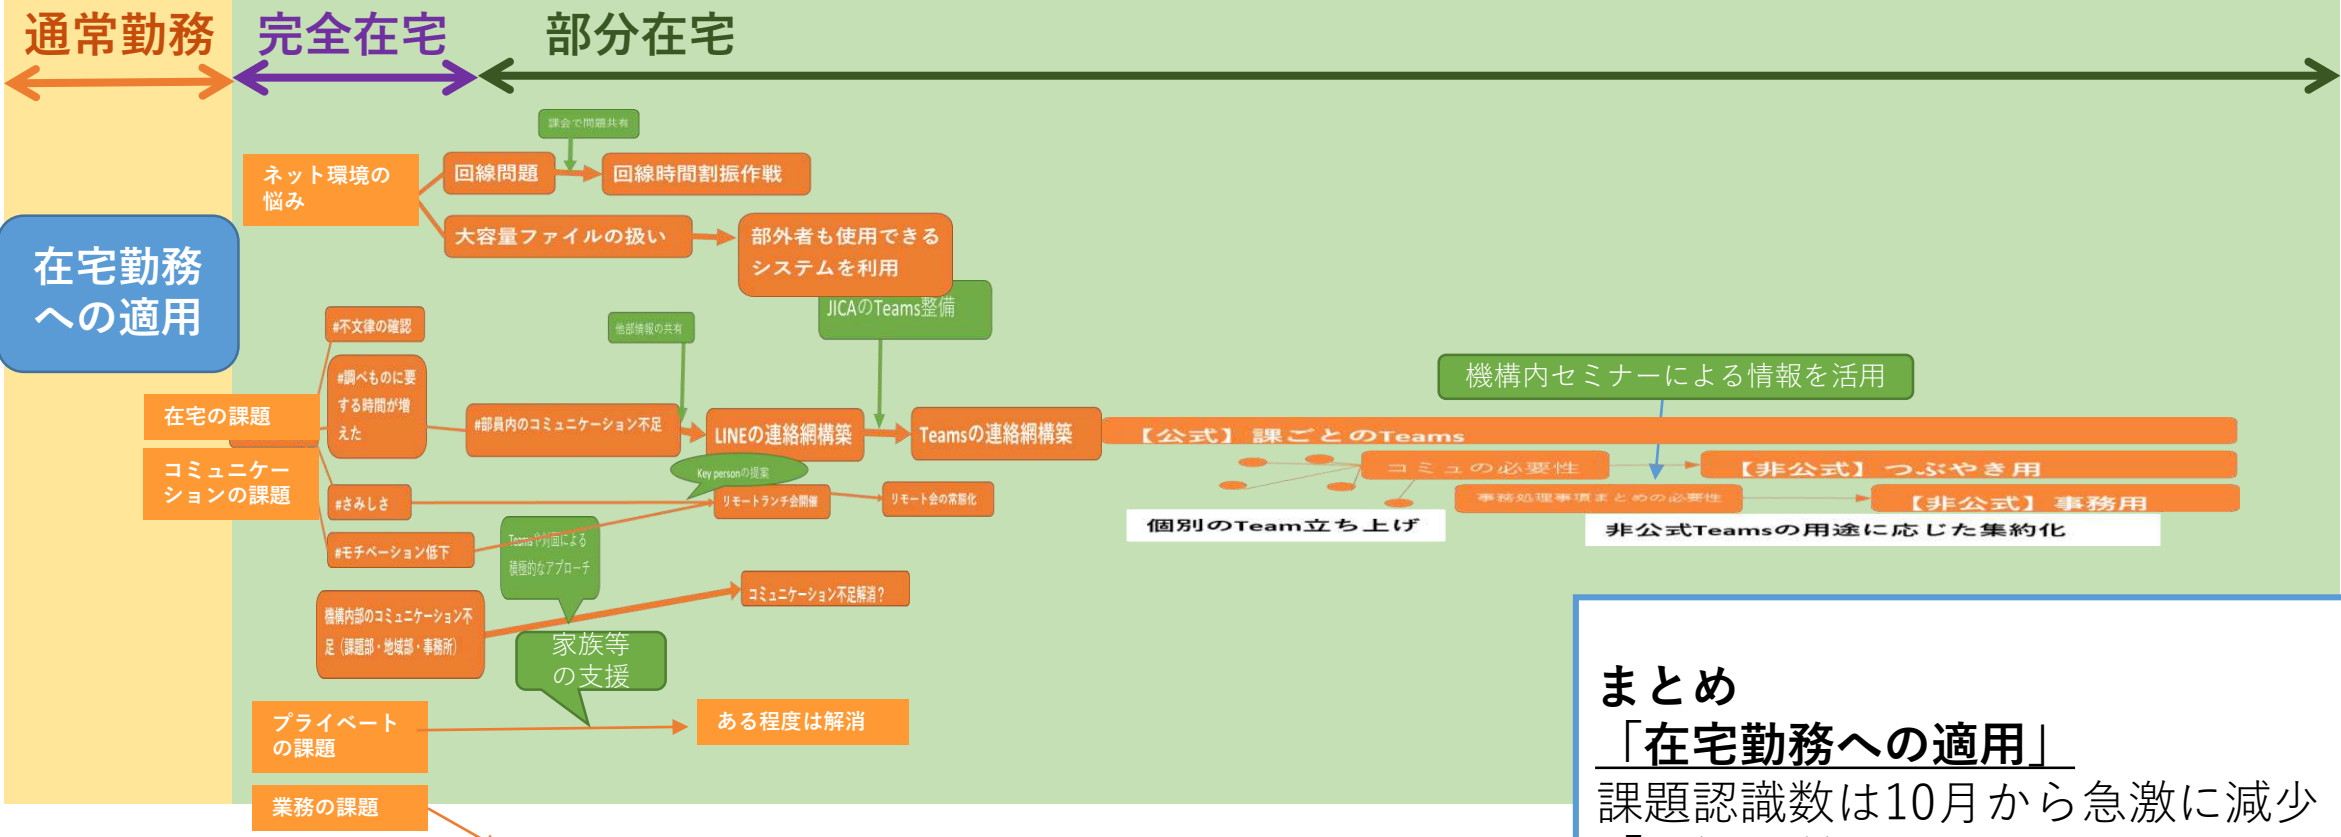 通常勤務
完全在宅
部分在宅
課会で問題共有
ネット環境の
悩み
回線問題
回線時間割振作戦
大容量ファイルの扱い
部外者も使用できる
システムを利用
在宅勤務
への適用
JICAのTeams整備
#不文律の確認
他部情報の共有
#調べものに要
する時間が増
えた
機構内セミナーによる情報を活用
在宅の課題
#部員内のコミュニケーション不足
LINEの連絡網構築
Teamsの連絡網構築
【公式】課ごとのTeams
コミュニケー
ションの課題
Key personの提案
コミュの必要性
【非公式】つぶやき用
#さみしさ
リモートランチ会開催
リモート会の常態化
事務処理事項まとめの必要性
【非公式】事務用
個別のTeam立ち上げ
非公式Teamsの用途に応じた集約化
#モチベーション低下
Teamsや対面による
積極的なアプローチ
コミュニケーション不足解消？
機構内部のコミュニケーション不
足（課題部・地域部・事務所）
家族等
の支援
プライベート
の課題
ある程度は解消
業務の課題
まとめ
「在宅勤務への適用」
課題認識数は10月から急激に減少